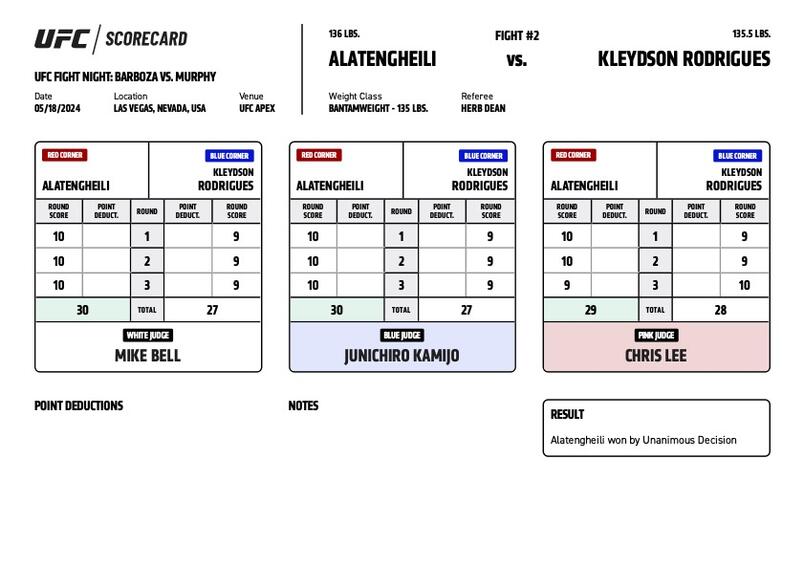 UFC / SCORECARD
UFC FIGHT NIGHT: BARBOZA VS. MURPHY
Date Location Venue
05/18/2024 LAS VEGAS, NEVADA, USA UFC APEX
136 LBS. FIGHT #2 135.5 LBS.
ALATENGHEILI vs. KLEYDSON RODRIGUES
Weight Class Referee
BANTAMWEIGHT - 135 LBS. HERB DEAN
RED CORNER BLUE CORNER
KLEYDSON
ALATENGHEILI RODRIGUES
ROUND SCORE POINT DEDUCT. ROUND POINT DEDUCT. ROUND SCORE
10 1 9
10 2 9
10 3 9
30 TOTAL 27
WHITE JUDGE
MIKE BELL
RED CORNER BLUE CORNER
KLEYDSON
ALATENGHEILI RODRIGUES
ROUND SCORE POINT DEDUCT. ROUND POINT DEDUCT. ROUND SCORE
10 1 9
10 2 9
10 3 9
30 TOTAL 27
BLUE JUDGE
JUNICHIRO KAMIJO
RED CORNER BLUE CORNER
KLEYDSON
ALATENGHEILI RODRIGUES
ROUND SCORE POINT DEDUCT. ROUND POINT DEDUCT. ROUND SCORE
10 1 9
10 2 9
9 3 10
29 TOTAL 28
PINK JUDGE
CHRIS LEE
POINT DEDUCTIONS
NOTES
RESULT
Alatengheili won by Unanimous Decision